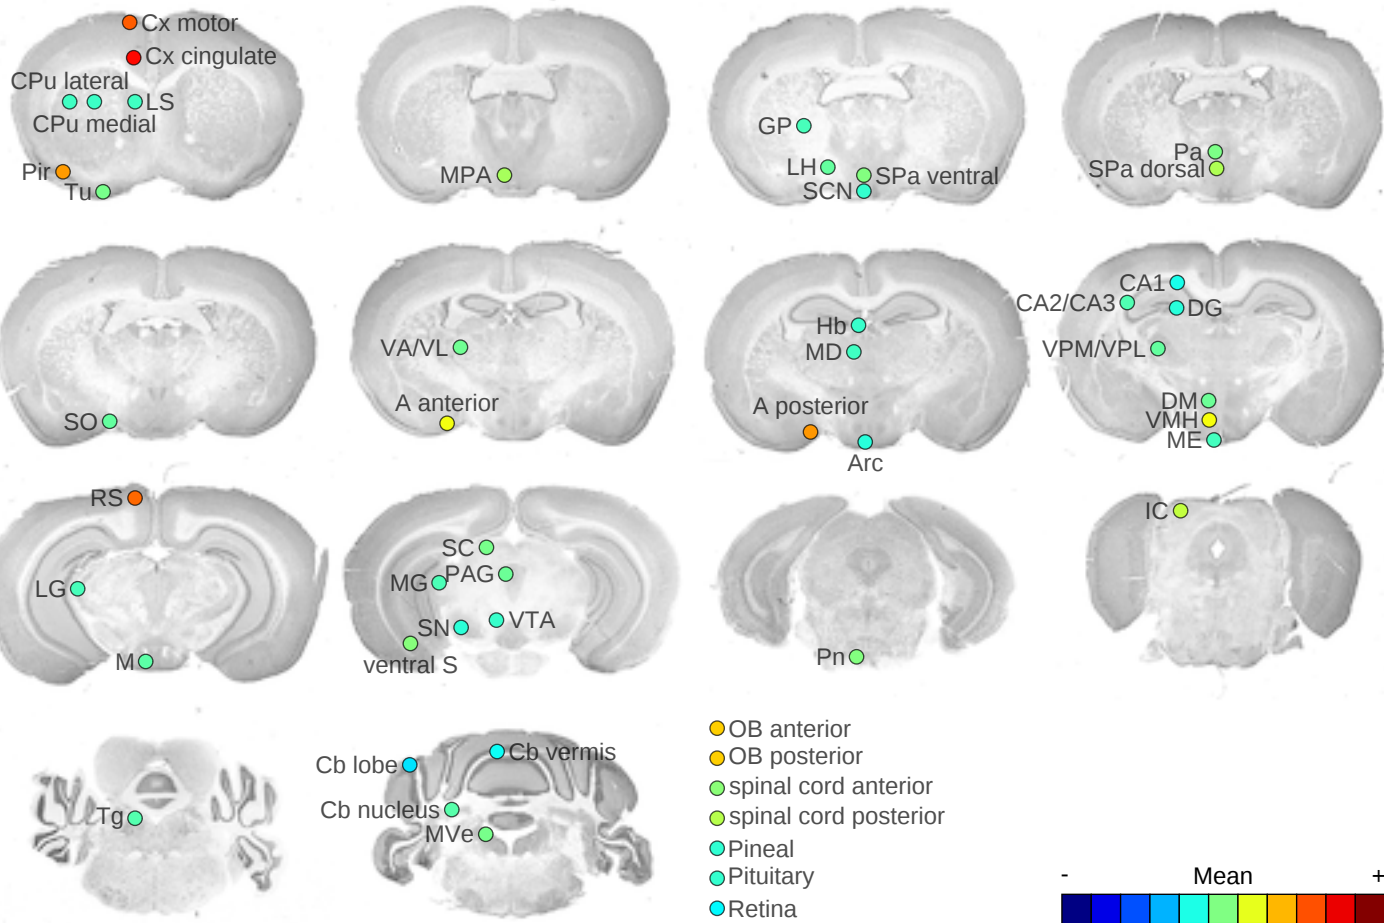 Cx motor
Cx cingulate
CPu lateral
LS
CPu medial
Pir
Tu
MPA
GP
LH
SPa ventral
SCN
Pa
SPa dorsal
SO
VA/VL
A anterior
Hb
MD
A posterior
Arc
CA1
CA2/CA3
DG
VPM/VPL
DM
VMH
ME
RS
LG
M
SC
MG
PAG
SN
VTA
ventral S
Pn
IC
Tg
Cb lobe
Cb vermis
Cb nucleus
MVe
OB anterior
OB posterior
spinal cord anterior
spinal cord posterior
Pineal
Pituitary
Retina
- Mean +